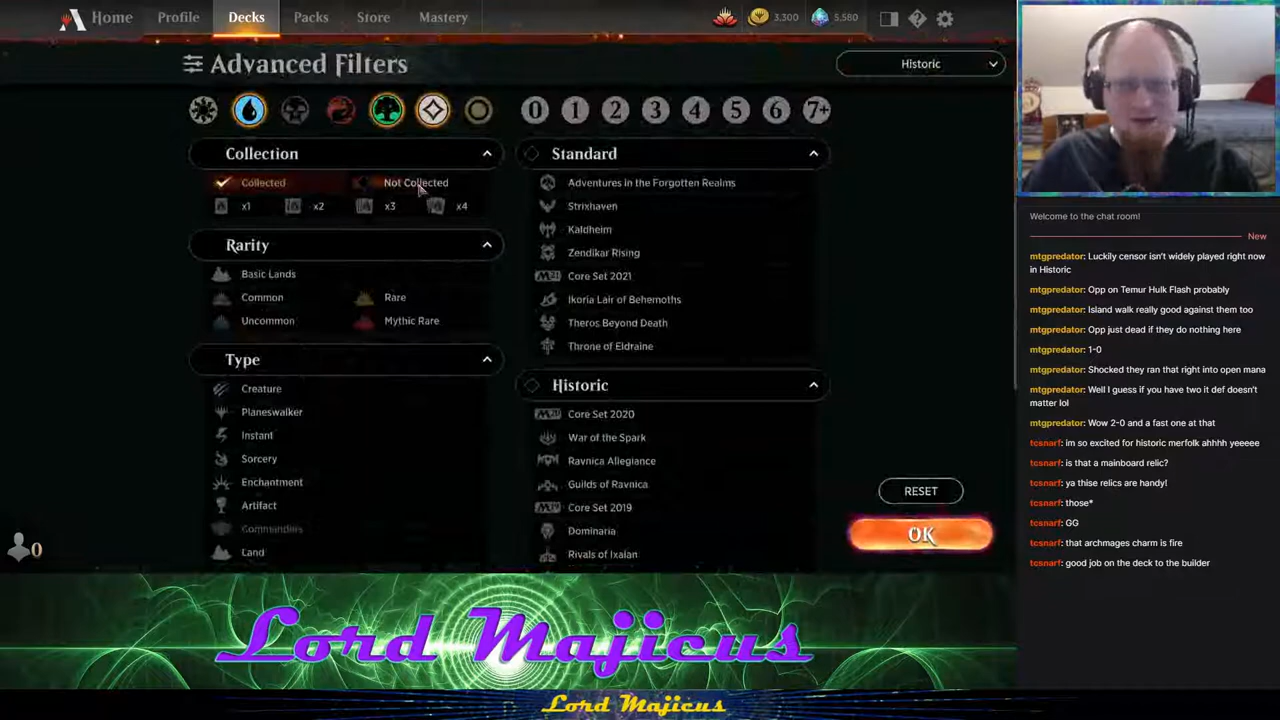 Home Profile Decks Packs Store Mastery 3,300 5,580
Advanced Filters
Historic
0 1 2 3 4 5 6 7+
Collection
Collected Not Collected
x1 x2 x3 x4
Rarity
Basic Lands
Common Rare
Uncommon Mythic Rare
Type
Creature
Planeswalker
Instant
Sorcery
Enchantment
Artifact
Commanders
Land
Standard
Adventures in the Forgotten Realms
Strixhaven
Kaldheim
Zendikar Rising
M21 Core Set 2021
Ikoria Lair of Behemoths
Theros Beyond Death
Throne of Eldraine
Historic
M20 Core Set 2020
War of the Spark
Ravnica Allegiance
Guilds of Ravnica
M19 Core Set 2019
Dominaria
Rivals of Ixalan
RESET
OK
0
Lord Majicus
Lord Majicus
Welcome to the chat room!
New
mtgpredator: Luckily censor isn't widely played right now
in Historic
mtgpredator: Opp on Temur Hulk Flash probably
mtgpredator: Island walk really good against them too
mtgpredator: Opp just dead if they do nothing here
mtgpredator: 1-0
mtgpredator: Shocked they ran that right into open mana
mtgpredator: Well I guess if you have two it def doesn't
matter lol
mtgpredator: Wow 2-0 and a fast one at that
tcsnarf: im so excited for historic merfolk ahhhh yeeeee
tcsnarf: is that a mainboard relic?
tcsnarf: ya thise relics are handy!
tcsnarf: those*
tcsnarf: GG
tcsnarf: that archmages charm is fire
tcsnarf: good job on the deck to the builder